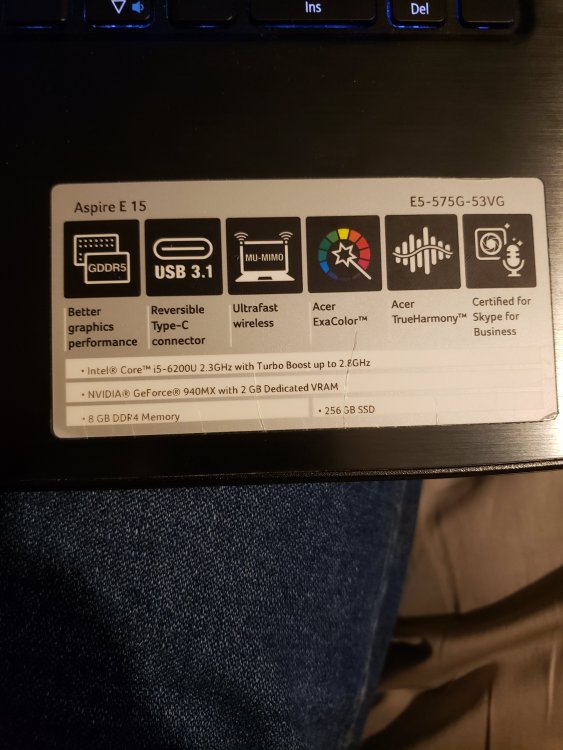 Ins
Del
Aspire E 15
E5-575G-53VG
GDDR5
USB 3.1
MU-MIMO
Better
graphics
performance
Reversible
Type-C
connector
Ultrafast
wireless
Acer
ExaColor™
Acer
TrueHarmony™
Certified for
Skype for
Business
• Intel® Core™ i5-6200U 2.3GHz with Turbo Boost up to 2.8GHz
• NVIDIA® GeForce® 940MX with 2 GB Dedicated VRAM
• 8 GB DDR4 Memory
• 256 GB SSD